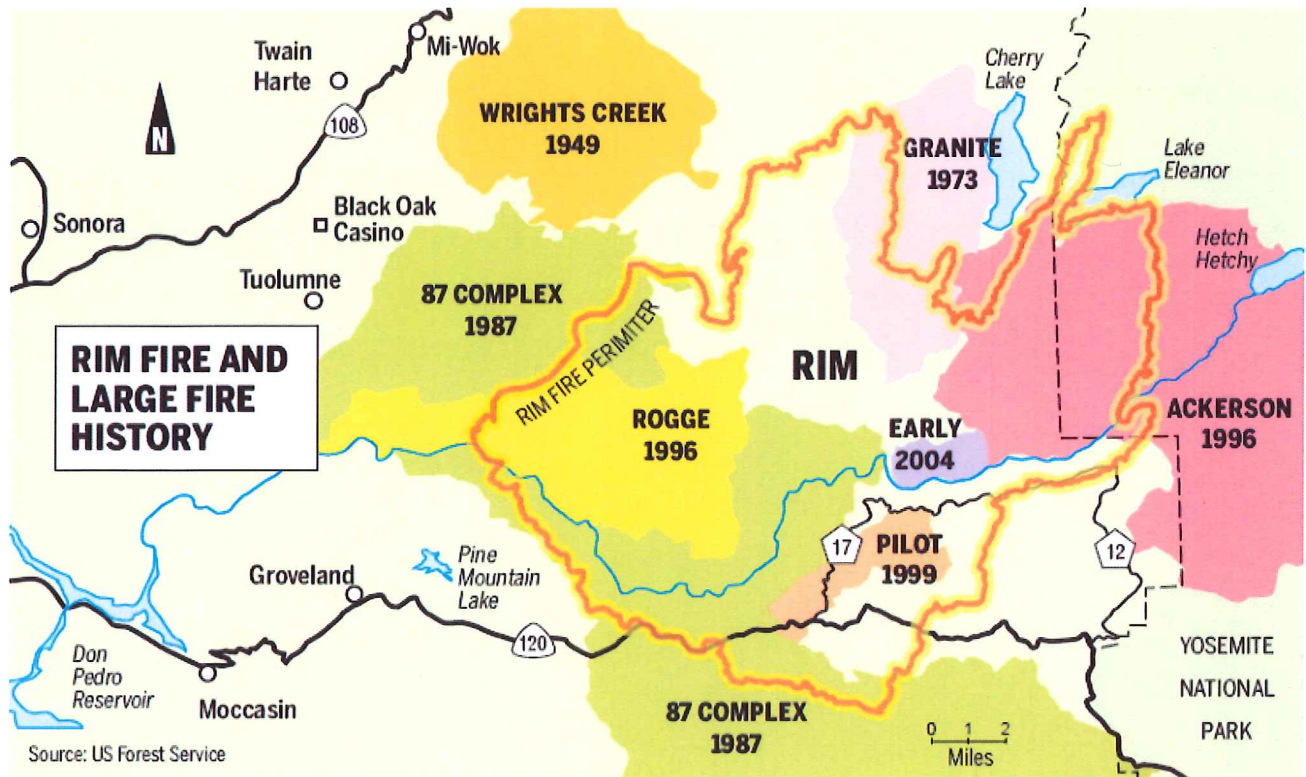 Twain
Harte
Mi-Wok
108
N
Sonora
Black Oak
Casino
Tuolumne
WRIGHTS CREEK
1949
Cherry
Lake
GRANITE
1973
Lake
Eleanor
Hetch
Hetchy
87 COMPLEX
1987
RIM FIRE AND
LARGE FIRE
HISTORY
RIM FIRE PERIMITER
RIM
ROGGE
1996
EARLY
2004
ACKERSON
1996
17
PILOT
1999
12
Groveland
Pine
Mountain
Lake
120
Don
Pedro
Reservoir
Moccasin
87 COMPLEX
1987
0 1 2
Miles
YOSEMITE
NATIONAL
PARK
Source: US Forest Service